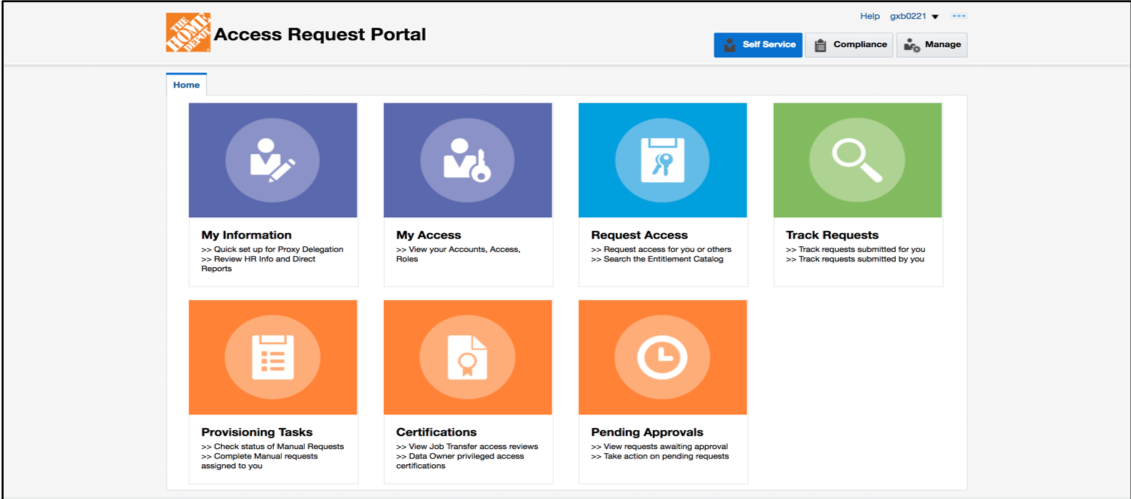 Help gxb0221
THE HOME DEPOT
Access Request Portal
Self Service Compliance Manage
Home
My Information
>> Quick set up for Proxy Delegation
>> Review HR Info and Direct
Reports
My Access
>> View your Accounts, Access,
Roles
Request Access
>> Request access for you or others
>> Search the Entitlement Catalog
Track Requests
>> Track requests submitted for you
>> Track requests submitted by you
Provisioning Tasks
>> Check status of Manual Requests
>> Complete Manual requests
assigned to you
Certifications
>> View Job Transfer access reviews
>> Data Owner privileged access
certifications
Pending Approvals
>> View requests awaiting approval
>> Take action on pending requests